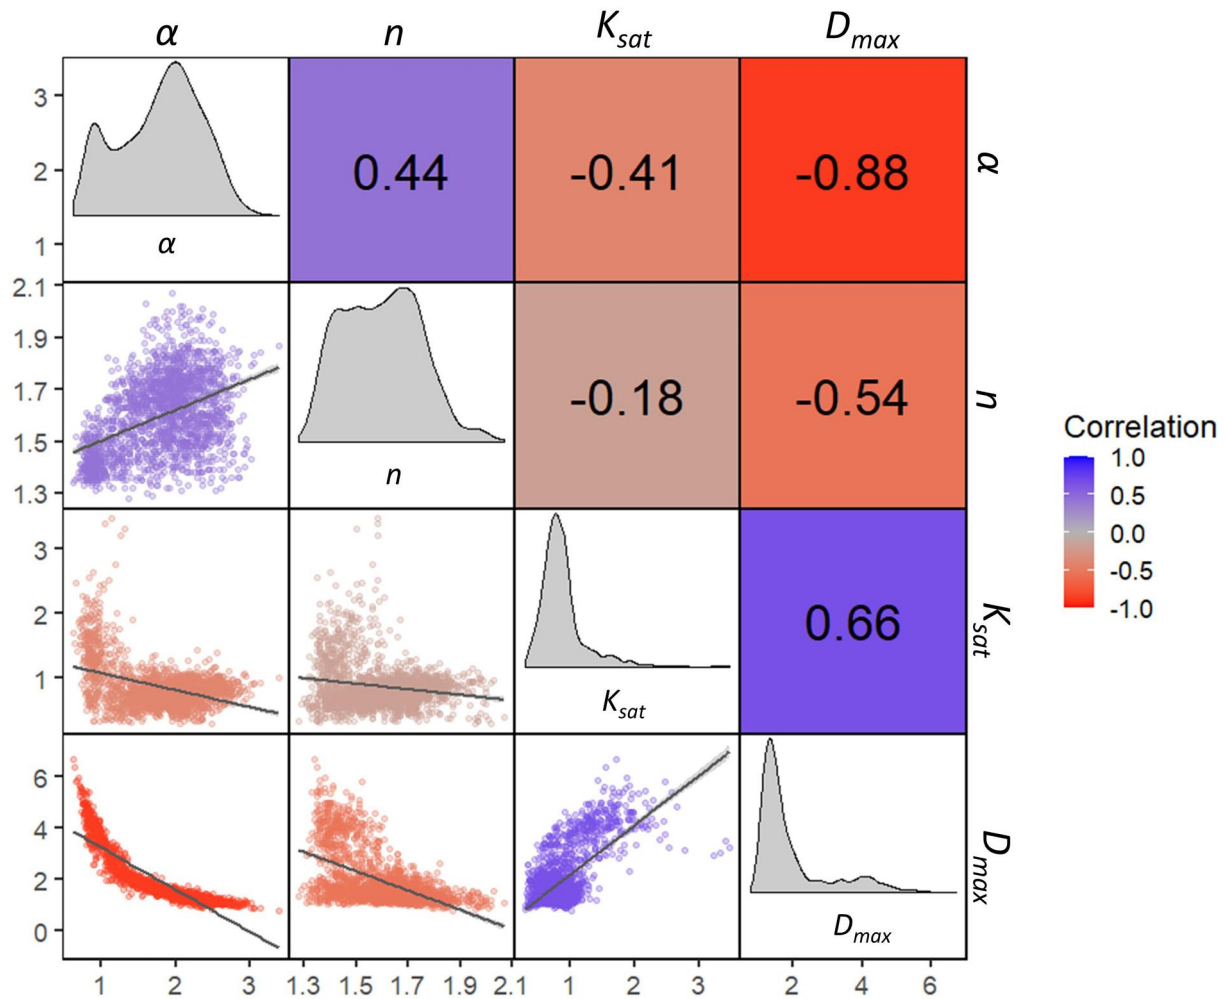 α n Ksat Dmax
3
2
1
α
0.44
-0.41
-0.88
α
2.1
1.9
1.7
1.5
1.3
n
-0.18
-0.54
n
3
2
1
Ksat
0.66
Ksat
6
4
2
0
Dmax
Dmax
1 2 3 1.3 1.5 1.7 1.9 2.1 1 2 3 2 4 6
Correlation
1.0
0.5
0.0
-0.5
-1.0